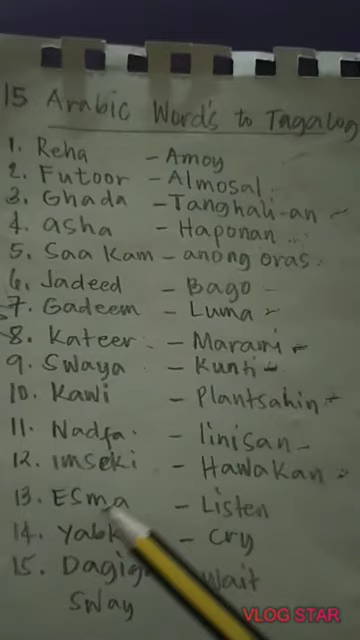 15 Arabic Word's to Tagalog
1. Reha - Amoy
2. Futoor - Almosal
3. Ghada - Tanghali-an
4. asha - Haponan
5. Saa Kam - anong oras
6. Jadeed - Bago
7. Gadeem - Luma
8. Kateer - Marami
9. Swaya - Kunti
10. Kawi - Plantsahin
11. Nadfa - linisan
12. imseki - Hawakan
13. Esma - Listen
14. - Cry
15. - Wait
Sway
VLOG STAR